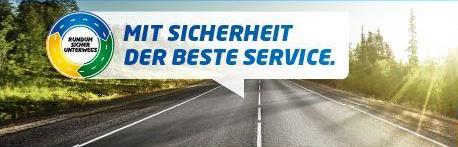 RUNDUM
SICHER
UNTERWEGS
MIT SICHERHEIT
DER BESTE SERVICE.